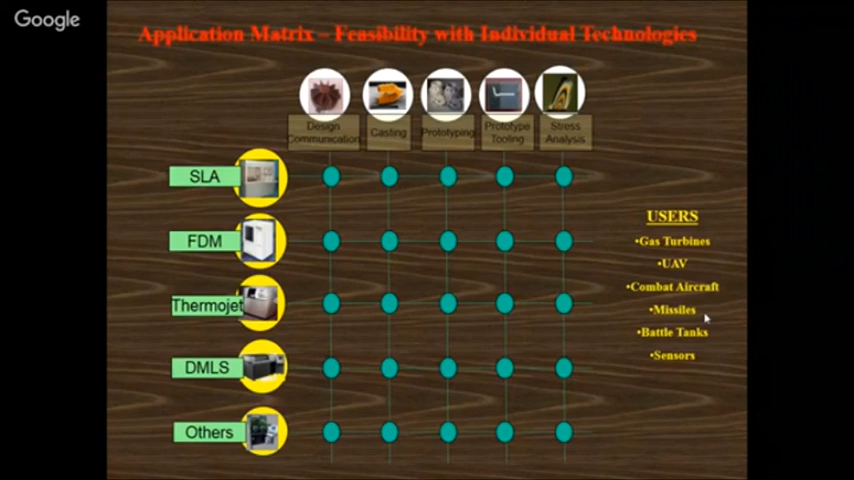 Google
Application Matrix – Feasibility with Individual Technologies
Design
Communication
Casting
Prototyping
Prototype
Tooling
Stress
Analysis
SLA
FDM
Thermojet
DMLS
Others
USERS
•Gas Turbines
•UAV
•Combat Aircraft
•Missiles
•Battle Tanks
•Sensors